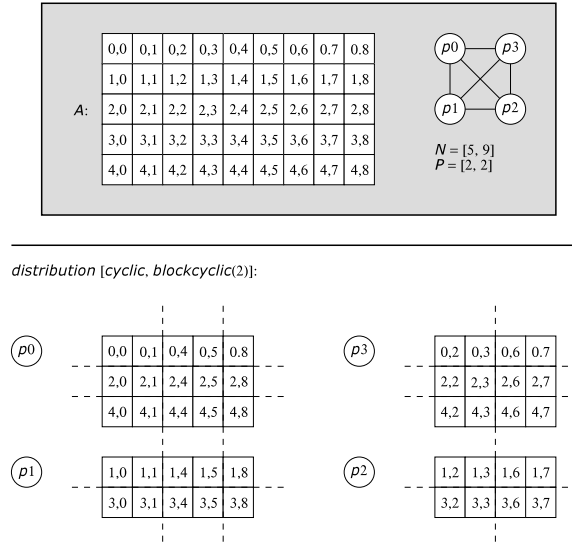 0,0 0,1 0,2 0,3 0,4 0,5 0,6 0.7 0.8
p0 p3
1,0 1,1 1,2 1,3 1,4 1,5 1,6 1,7 1,8
A: 2,0 2,1 2,2 2,3 2,4 2,5 2,6 2,7 2,8
p1 p2
3,0 3,1 3,2 3,3 3,4 3,5 3,6 3,7 3,8
N = [5, 9]
P = [2, 2]
4,0 4,1 4,2 4,3 4,4 4,5 4,6 4,7 4,8
distribution [cyclic, blockcyclic(2)]:
p0 0,0 0,1 0,4 0,5 0.8
2,0 2,1 2,4 2,5 2,8
4,0 4,1 4,4 4,5 4,8
p3 0,2 0,3 0,6 0.7
2,2 2,3 2,6 2,7
4,2 4,3 4,6 4,7
p1 1,0 1,1 1,4 1,5 1,8
3,0 3,1 3,4 3,5 3,8
p2 1,2 1,3 1,6 1,7
3,2 3,3 3,6 3,7